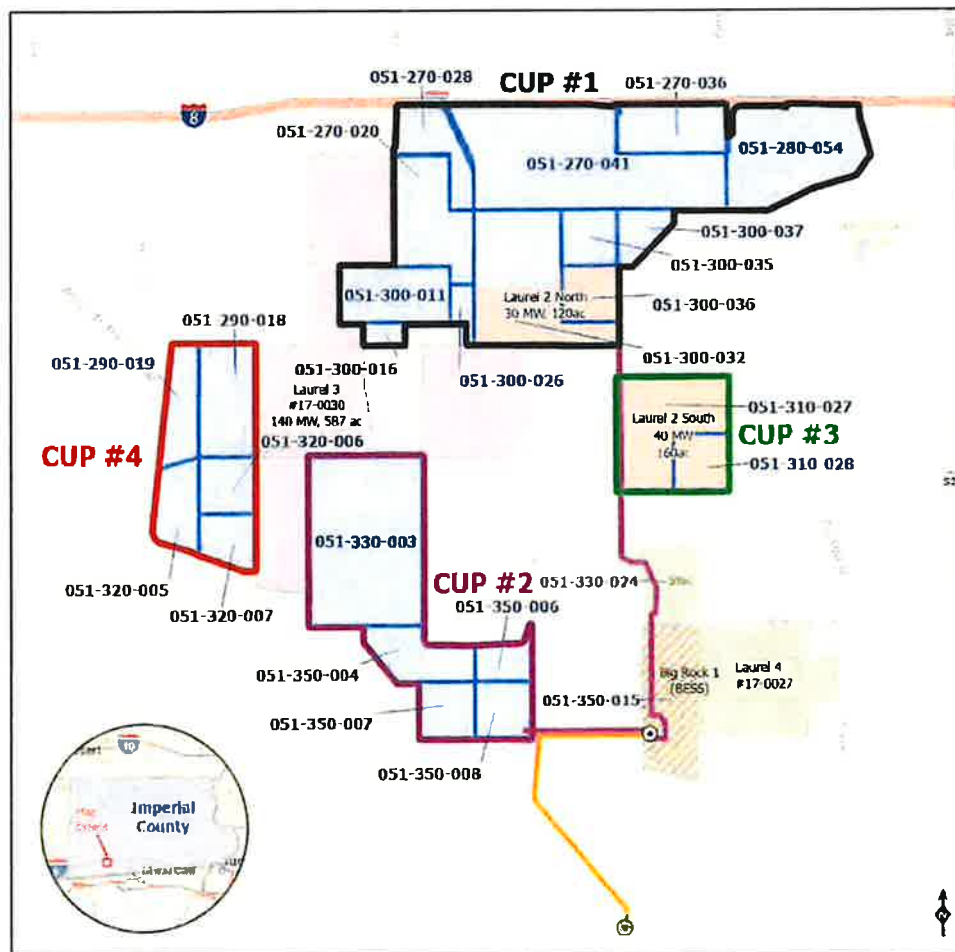 051-270-028
CUP #1
051-270-036
8
051-270-020
051-270-041
051-280-054
051-300-037
051-300-035
051-300-011
Laurel 2 North
30 MW, 120ac
051-300-036
051 290-018
051-290-019
051-300-016
051-300-026
051-300-032
Laurel 3
#17-0030
140 MW, 587 ac
051-310-027
Laurel 2 South
40 MW
160ac
CUP #3
051-320-006
CUP #4
051-310 028
051-330-003
CUP #2
051-330-024
051-320-005
051-350-006
051-320-007
051-350-004
Big Rock 1
(BESS)
Laurel 4
#17-0027
051-350-015
051-350-007
051-350-008
10
Imperial
County